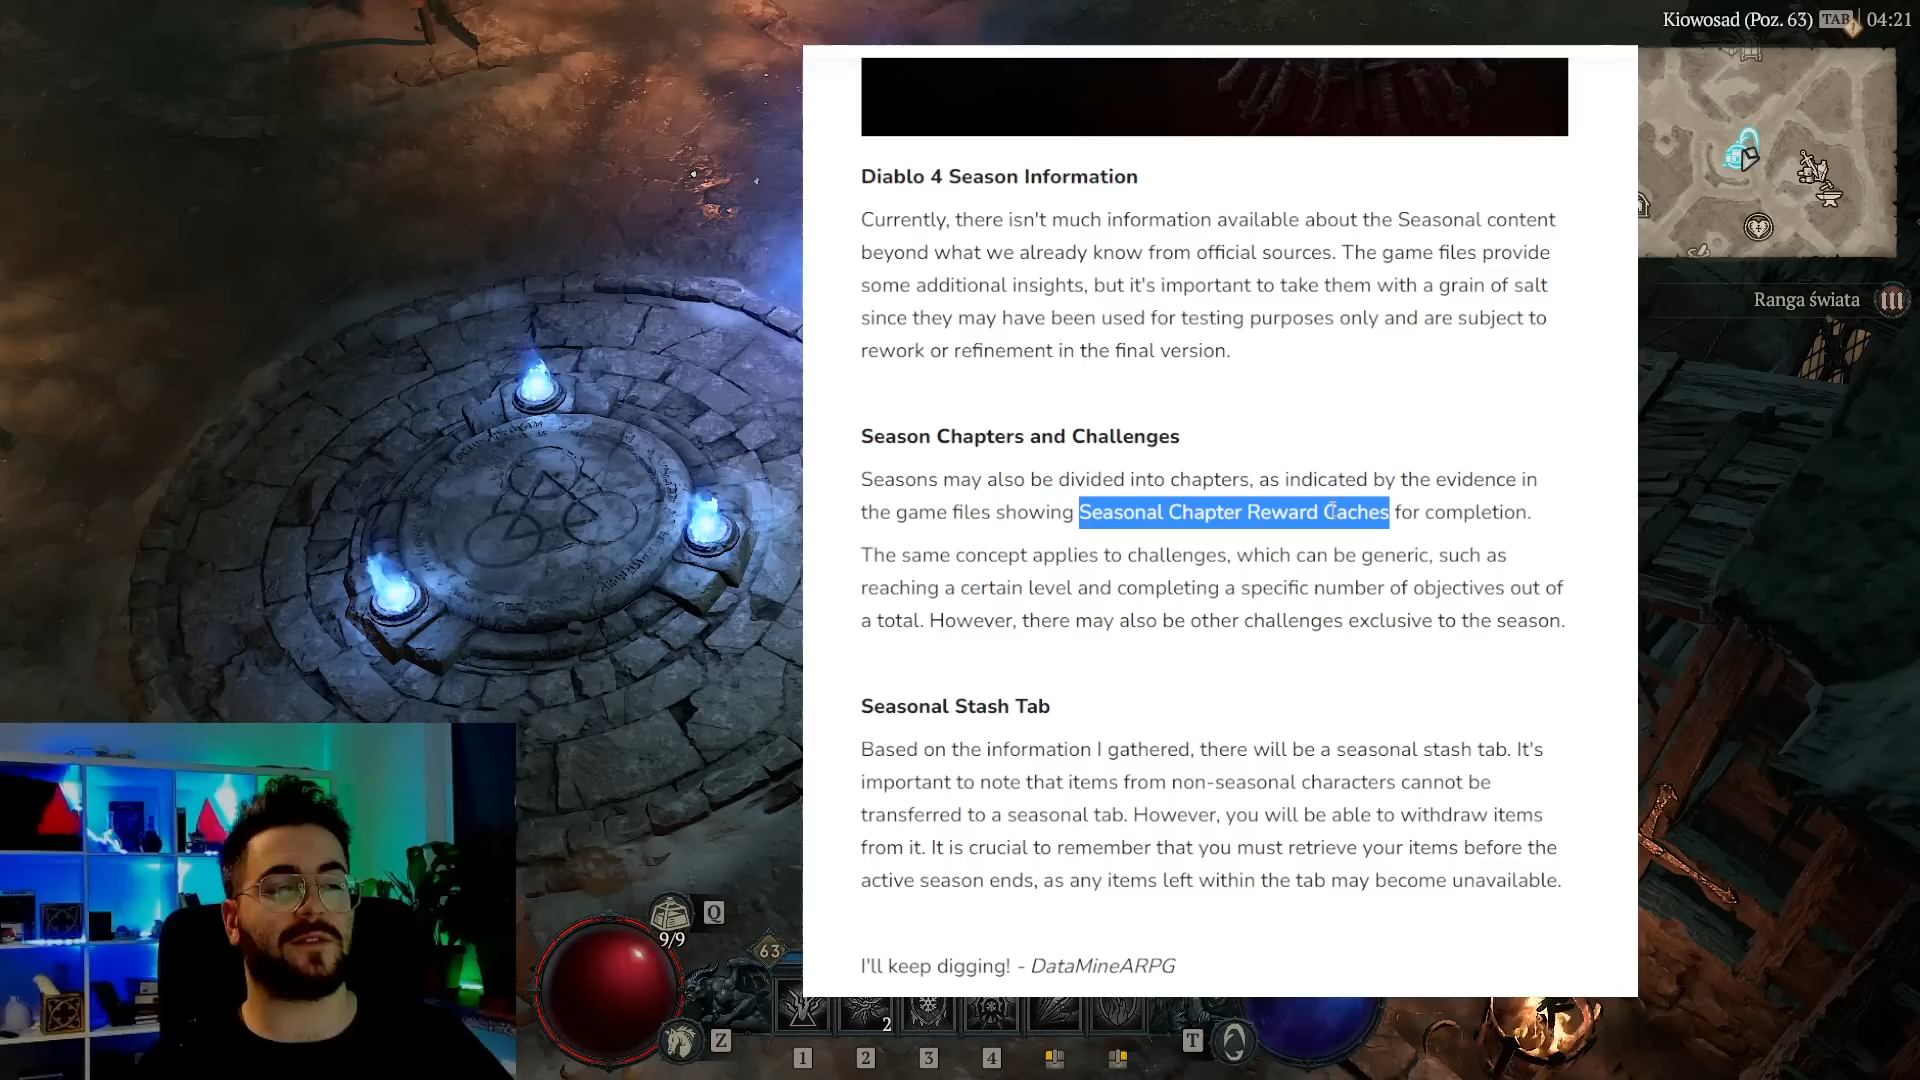 Kiowosad (Poz. 63) TAB 04:21
Ranga świata III
Diablo 4 Season Information
Currently, there isn't much information available about the Seasonal content
beyond what we already know from official sources. The game files provide
some additional insights, but it's important to take them with a grain of salt
since they may have been used for testing purposes only and are subject to
rework or refinement in the final version.
Season Chapters and Challenges
Seasons may also be divided into chapters, as indicated by the evidence in
the game files showing Seasonal Chapter Reward Caches for completion.
The same concept applies to challenges, which can be generic, such as
reaching a certain level and completing a specific number of objectives out of
a total. However, there may also be other challenges exclusive to the season.
Seasonal Stash Tab
Based on the information I gathered, there will be a seasonal stash tab. It's
important to note that items from non-seasonal characters cannot be
transferred to a seasonal tab. However, you will be able to withdraw items
from it. It is crucial to remember that you must retrieve your items before the
active season ends, as any items left within the tab may become unavailable.
I'll keep digging! - DataMineARPG
Q
9/9
63
2
Z
1
2
3
4
T